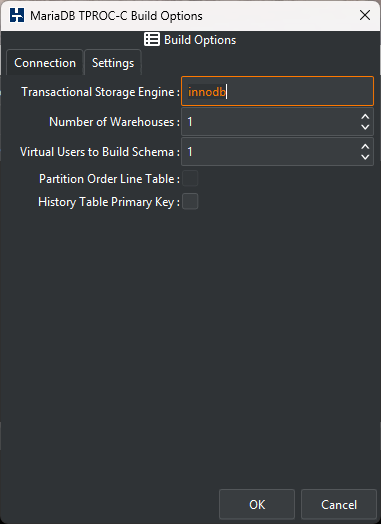 MariaDB TPROC-C Build Options
Build Options
Connection Settings
Transactional Storage Engine : innodb
Number of Warehouses : 1
Virtual Users to Build Schema : 1
Partition Order Line Table :
History Table Primary Key :
OK Cancel